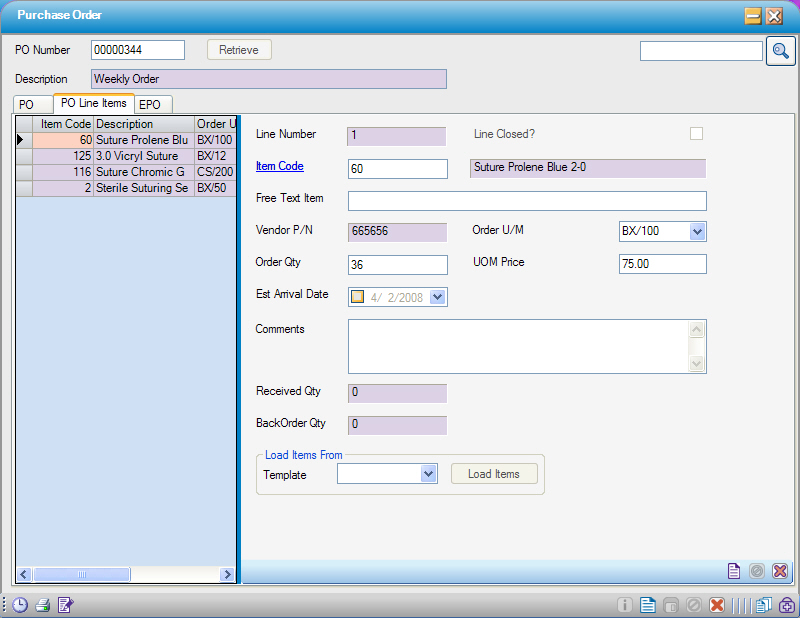 Purchase Order
PO Number 00000344 Retrieve
Description Weekly Order
PO PO Line Items EPO
Item Code Description Order U
60 Suture Prolene Blu BX/100
125 3.0 Vicryl Suture BX/12
116 Suture Chromic G CS/200
2 Sterile Suturing Se BX/50
Line Number 1 Line Closed?
Item Code 60 Suture Prolene Blue 2-0
Free Text Item
Vendor P/N 665656 Order U/M BX/100
Order Qty 36 UOM Price 75.00
Est Arrival Date 4/ 2/2008
Comments
Received Qty 0
BackOrder Qty 0
Load Items From
Template Load Items